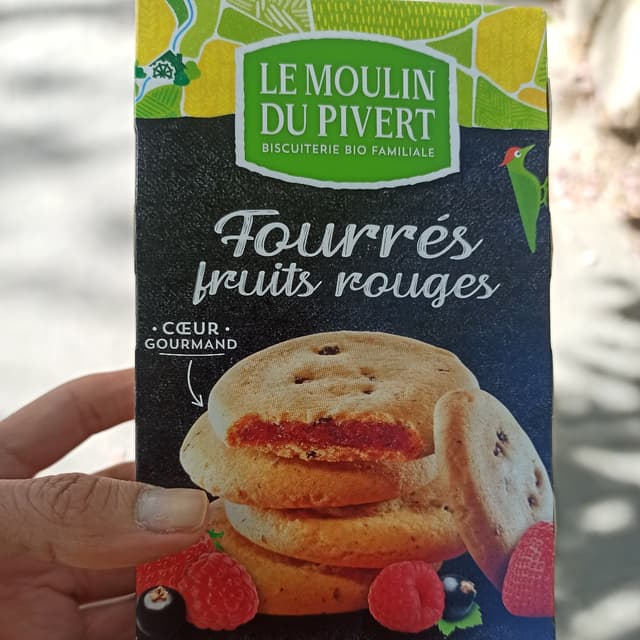 LE MOULIN
DU PIVERT
BISCUITERIE BIO FAMILIALE
Fourrés
fruits rouges
• CŒUR •
GOURMAND